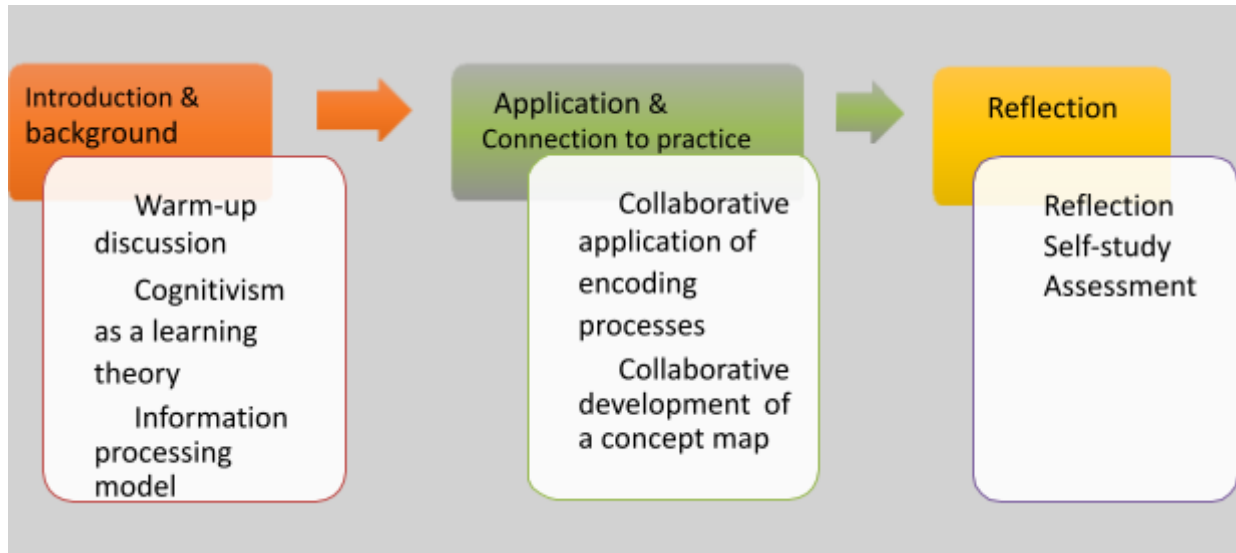 Introduction &
background
Warm-up
discussion
Cognitivism
as a learning
theory
Information
processing
model
Application &
Connection to practice
Collaborative
application of
encoding
processes
Collaborative
development of
a concept map
Reflection
Reflection
Self-study
Assessment